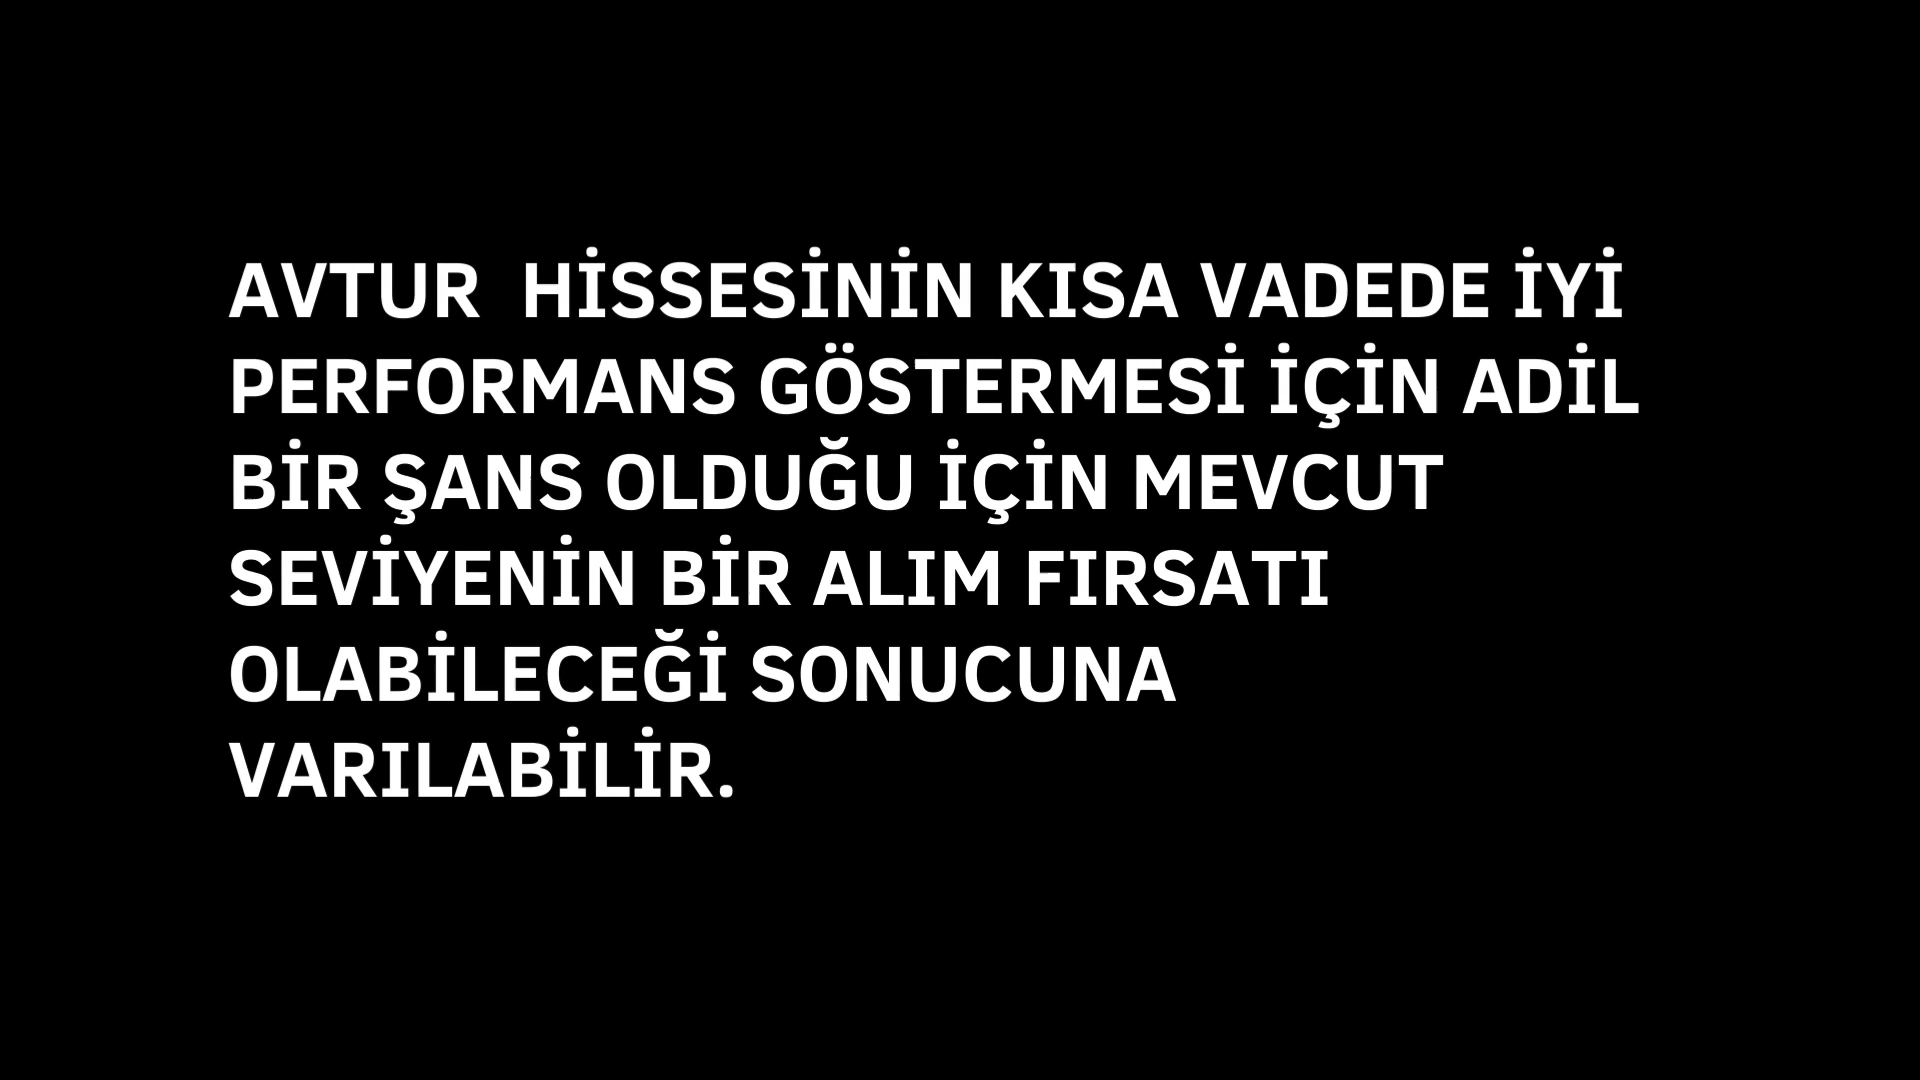 AVTUR  HİSSESİNİN KISA VADEDE İYİ
PERFORMANS GÖSTERMESİ İÇİN ADİL
BİR ŞANS OLDUĞU İÇİN MEVCUT
SEVİYENİN BİR ALIM FIRSATI
OLABİLECEĞİ SONUCUNA
VARILABİLİR.